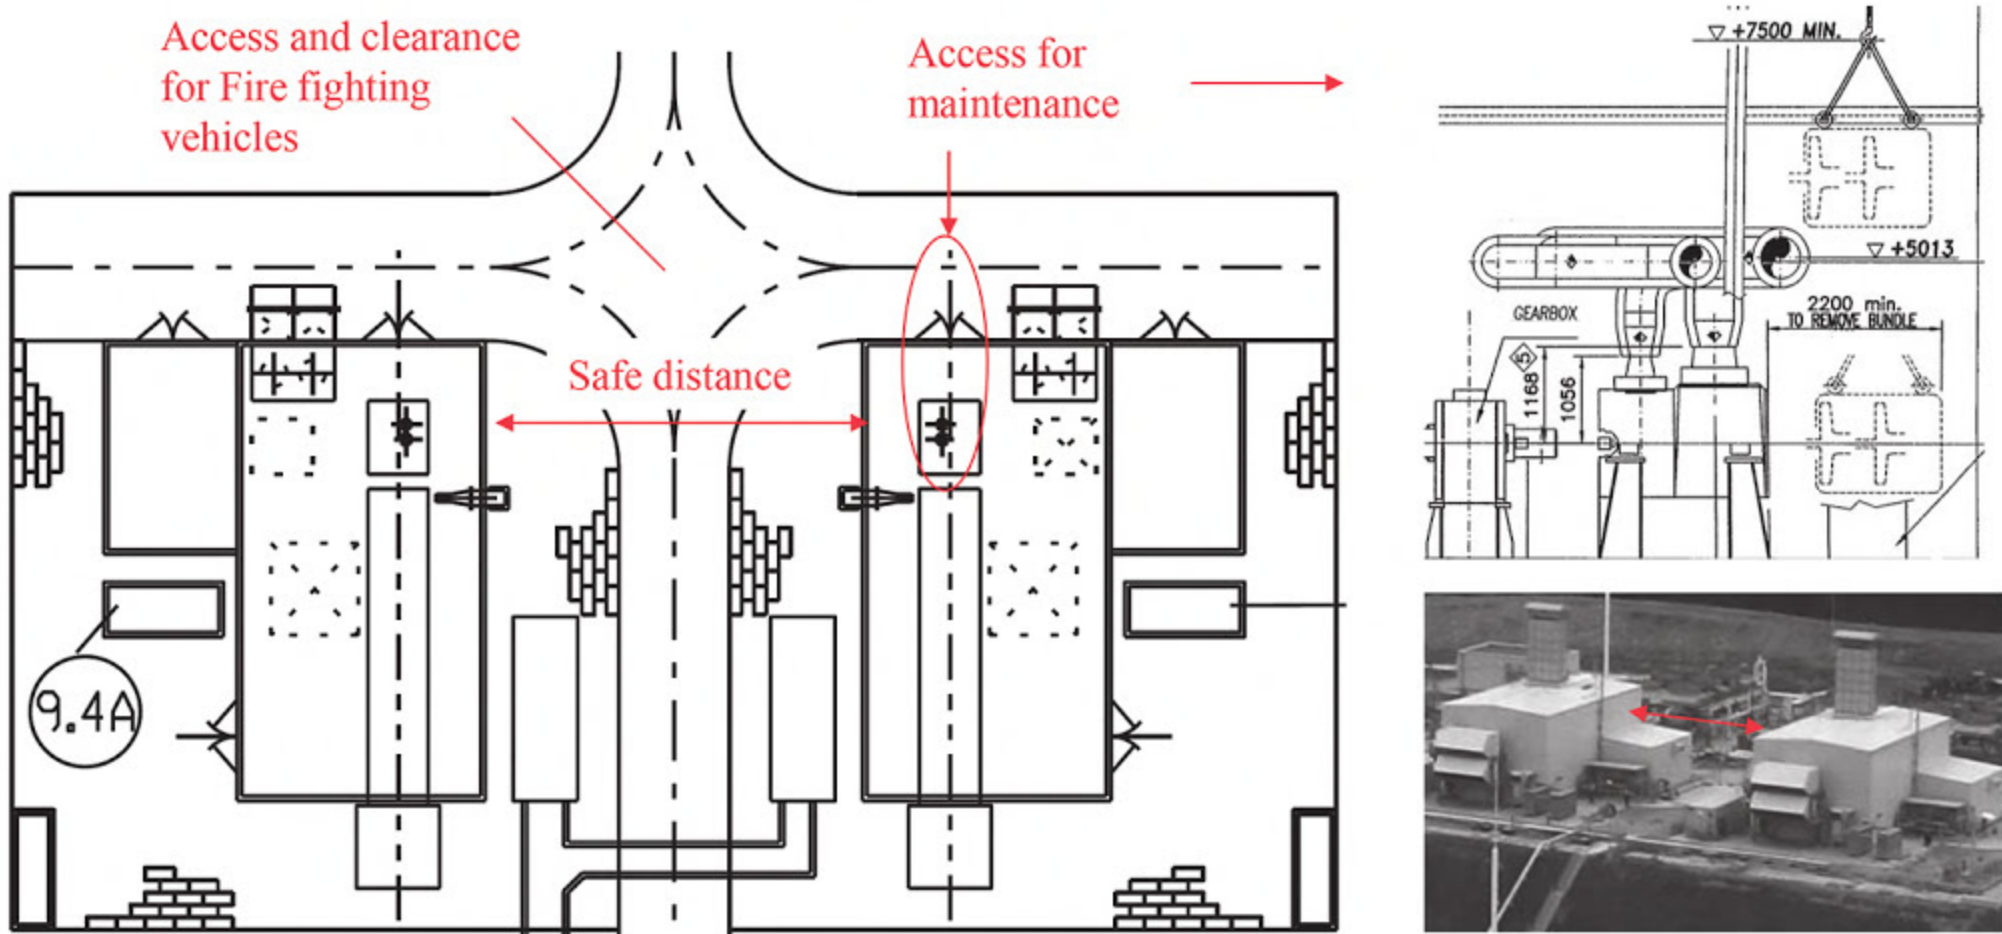 Access and clearance
for Fire fighting
vehicles
Access for
maintenance
Safe distance
9.4A
+7500 MIN.
+5013
GEARBOX
2200 min.
TO REMOVE BUNDLE
5
1168
1056